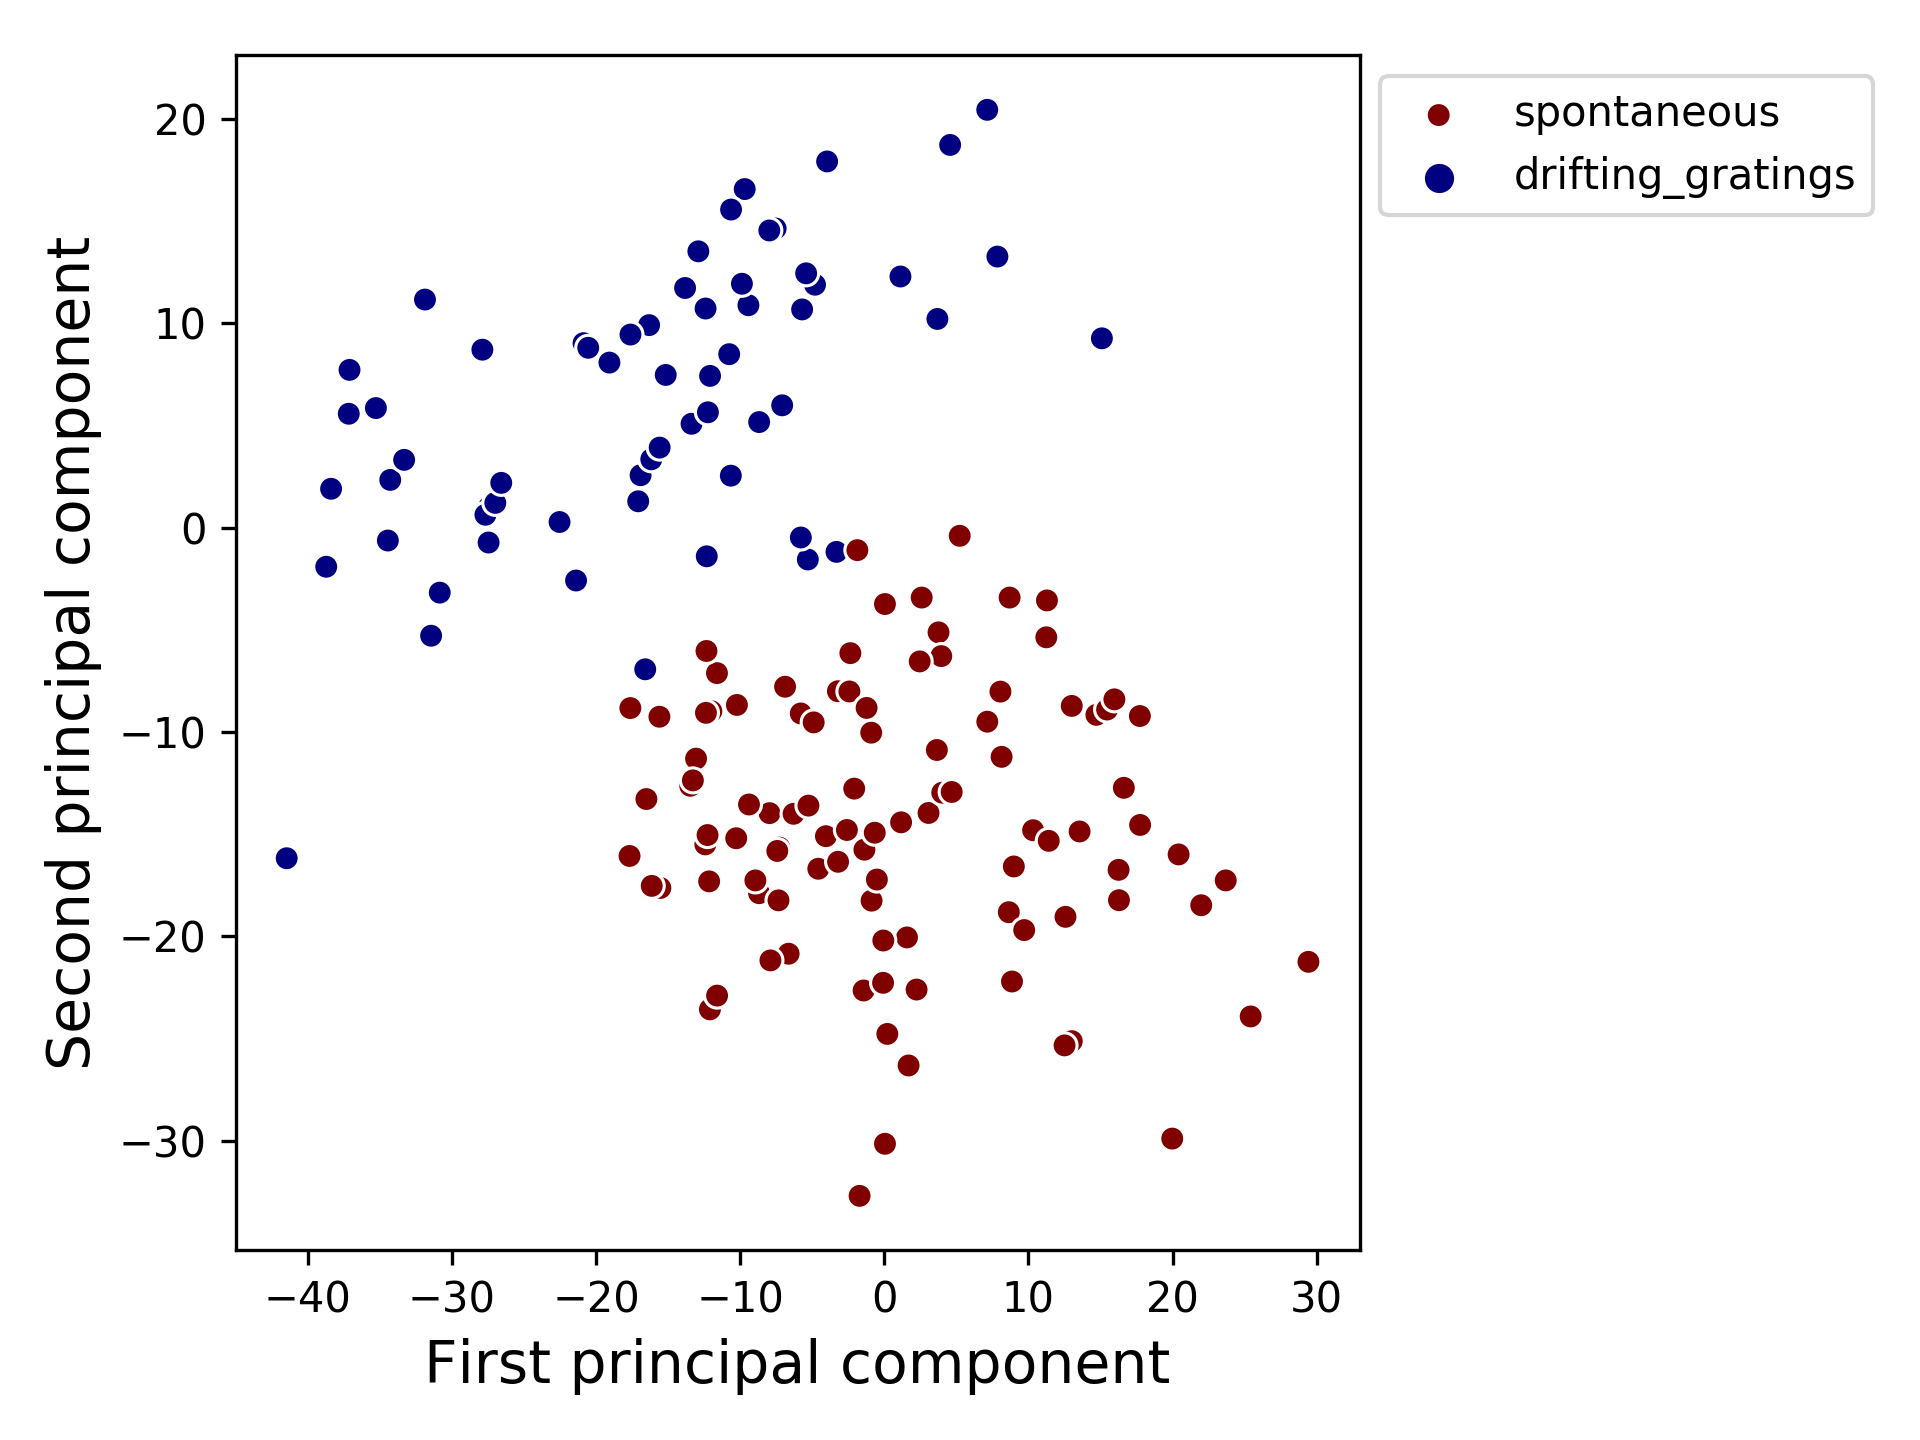 20
10
0
−10
−20
−30
Second principal component
−40 −30 −20 −10 0 10 20 30
First principal component
spontaneous
drifting_gratings